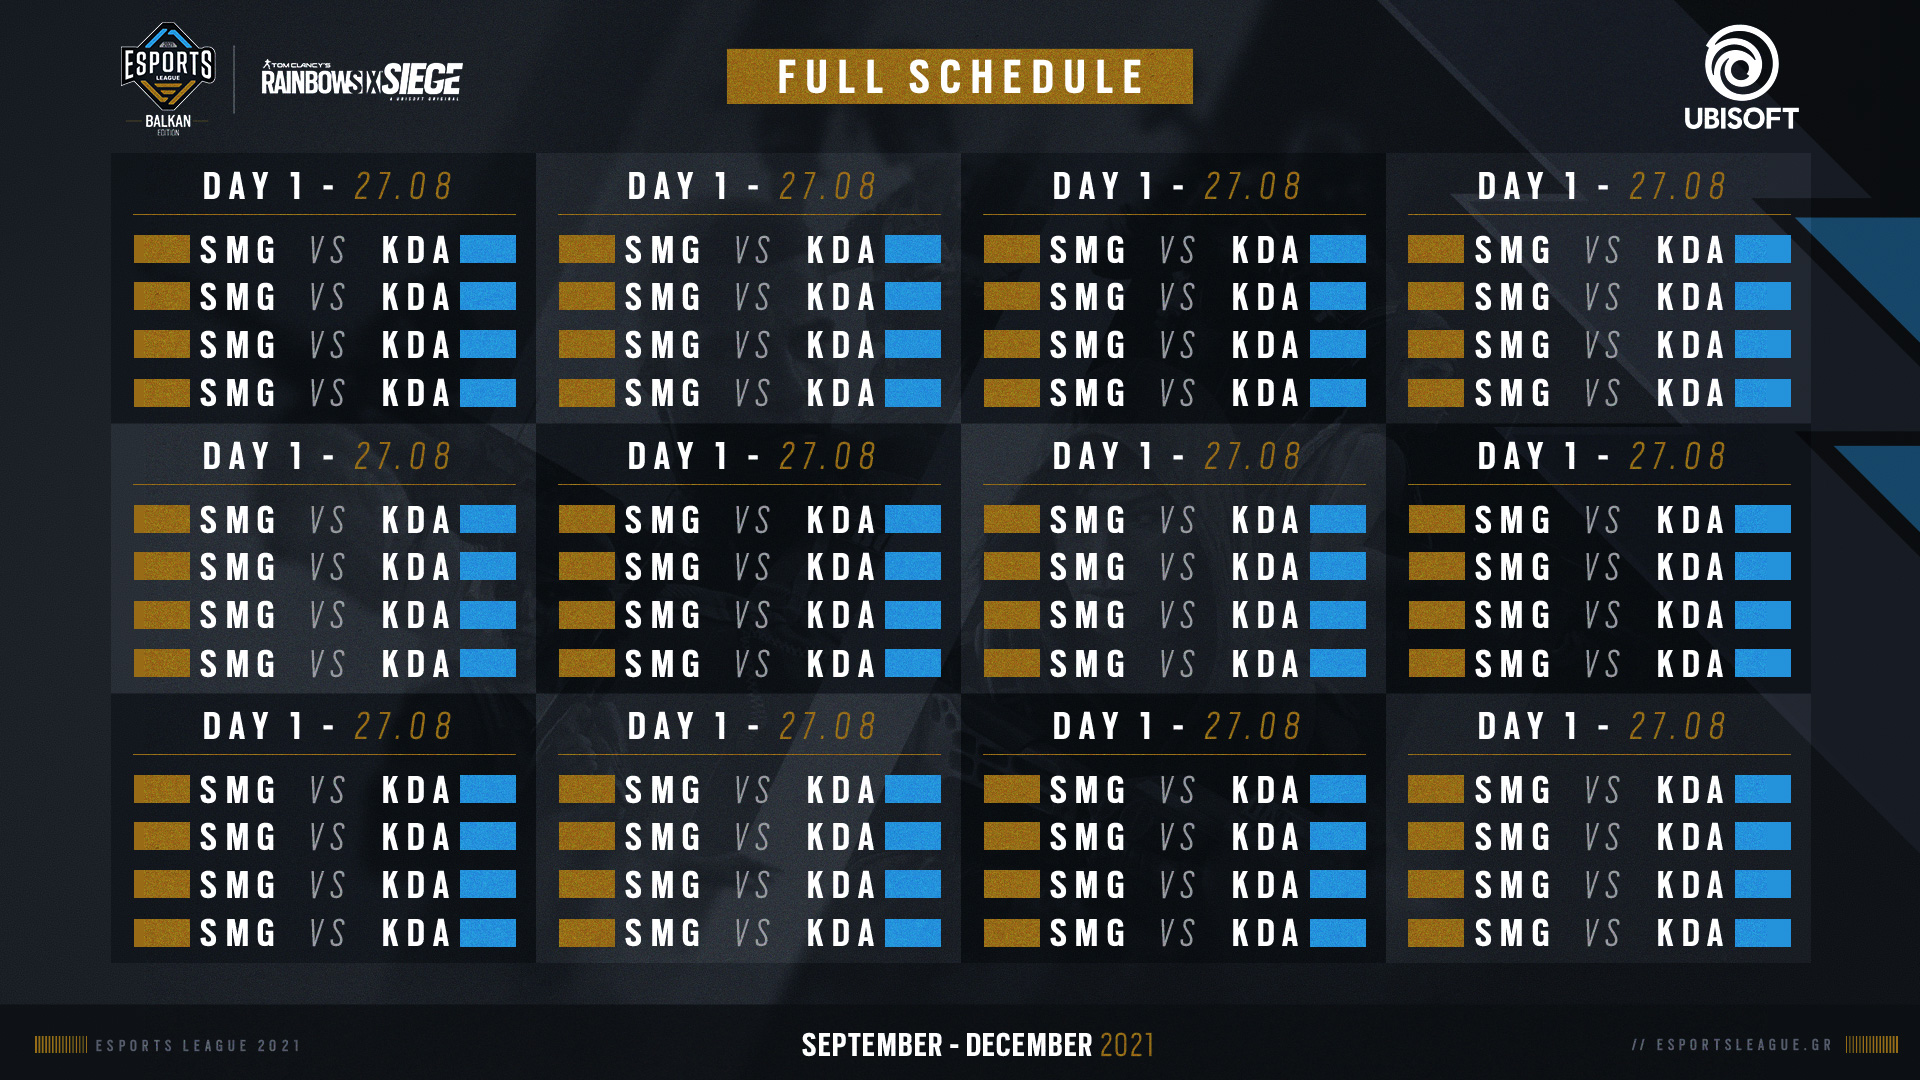 ESPORTS
LEAGUE
BALKAN
EDITION
TOM CLANCY'S
RAINBOWSIX SIEGE
A UBISOFT ORIGINAL
FULL SCHEDULE
UBISOFT
DAY 1 - 27.08 DAY 1 - 27.08 DAY 1 - 27.08 DAY 1 - 27.08
SMG VS KDA SMG VS KDA SMG VS KDA SMG VS KDA
SMG VS KDA SMG VS KDA SMG VS KDA SMG VS KDA
SMG VS KDA SMG VS KDA SMG VS KDA SMG VS KDA
SMG VS KDA SMG VS KDA SMG VS KDA SMG VS KDA
DAY 1 - 27.08 DAY 1 - 27.08 DAY 1 - 27.08 DAY 1 - 27.08
SMG VS KDA SMG VS KDA SMG VS KDA SMG VS KDA
SMG VS KDA SMG VS KDA SMG VS KDA SMG VS KDA
SMG VS KDA SMG VS KDA SMG VS KDA SMG VS KDA
SMG VS KDA SMG VS KDA SMG VS KDA SMG VS KDA
DAY 1 - 27.08 DAY 1 - 27.08 DAY 1 - 27.08 DAY 1 - 27.08
SMG VS KDA SMG VS KDA SMG VS KDA SMG VS KDA
SMG VS KDA SMG VS KDA SMG VS KDA SMG VS KDA
SMG VS KDA SMG VS KDA SMG VS KDA SMG VS KDA
SMG VS KDA SMG VS KDA SMG VS KDA SMG VS KDA
ESPORTS LEAGUE 2021
SEPTEMBER - DECEMBER 2021
// ESPORTSLEAGUE.GR